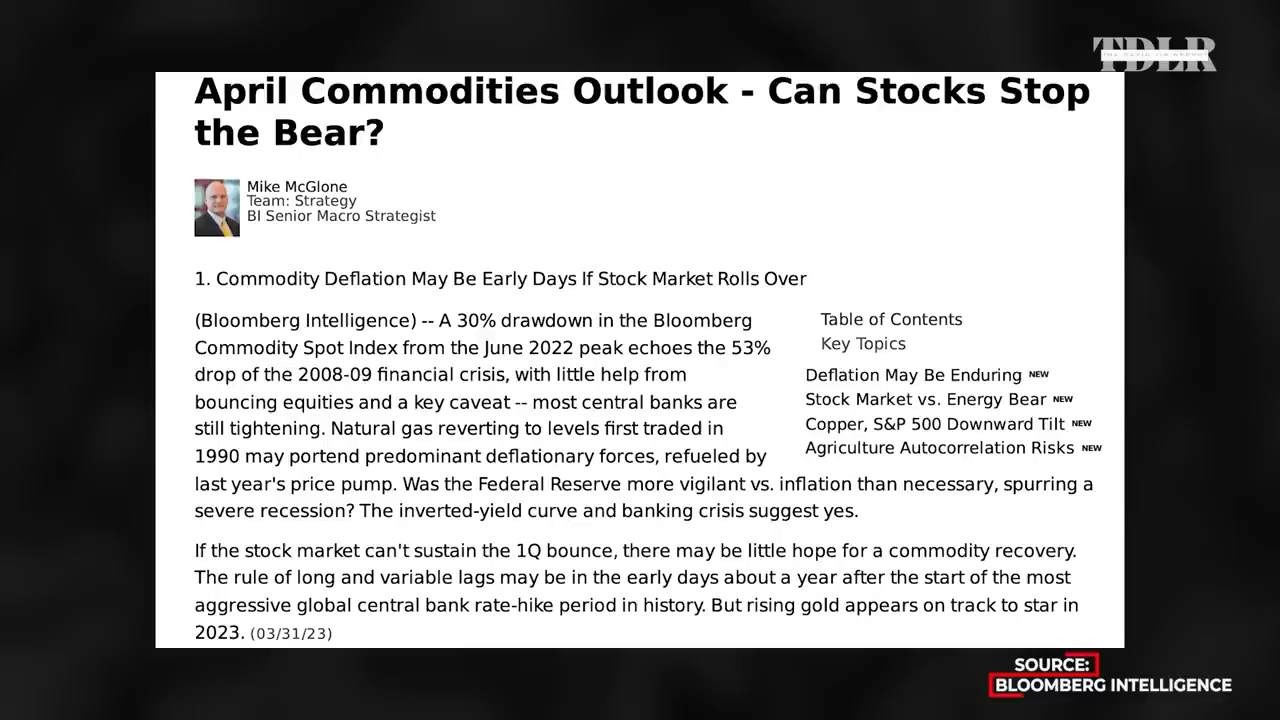 TDLR
April Commodities Outlook - Can Stocks Stop
the Bear?
Mike McGlone
Team: Strategy
BI Senior Macro Strategist
1. Commodity Deflation May Be Early Days If Stock Market Rolls Over
(Bloomberg Intelligence) -- A 30% drawdown in the Bloomberg
Commodity Spot Index from the June 2022 peak echoes the 53%
drop of the 2008-09 financial crisis, with little help from
bouncing equities and a key caveat -- most central banks are
still tightening. Natural gas reverting to levels first traded in
1990 may portend predominant deflationary forces, refueled by
last year's price pump. Was the Federal Reserve more vigilant vs. inflation than necessary, spurring a
severe recession? The inverted-yield curve and banking crisis suggest yes.
If the stock market can't sustain the 1Q bounce, there may be little hope for a commodity recovery.
The rule of long and variable lags may be in the early days about a year after the start of the most
aggressive global central bank rate-hike period in history. But rising gold appears on track to star in
2023. (03/31/23)
Table of Contents
Key Topics
Deflation May Be Enduring NEW
Stock Market vs. Energy Bear NEW
Copper, S&P 500 Downward Tilt NEW
Agriculture Autocorrelation Risks NEW
SOURCE:
BLOOMBERG INTELLIGENCE